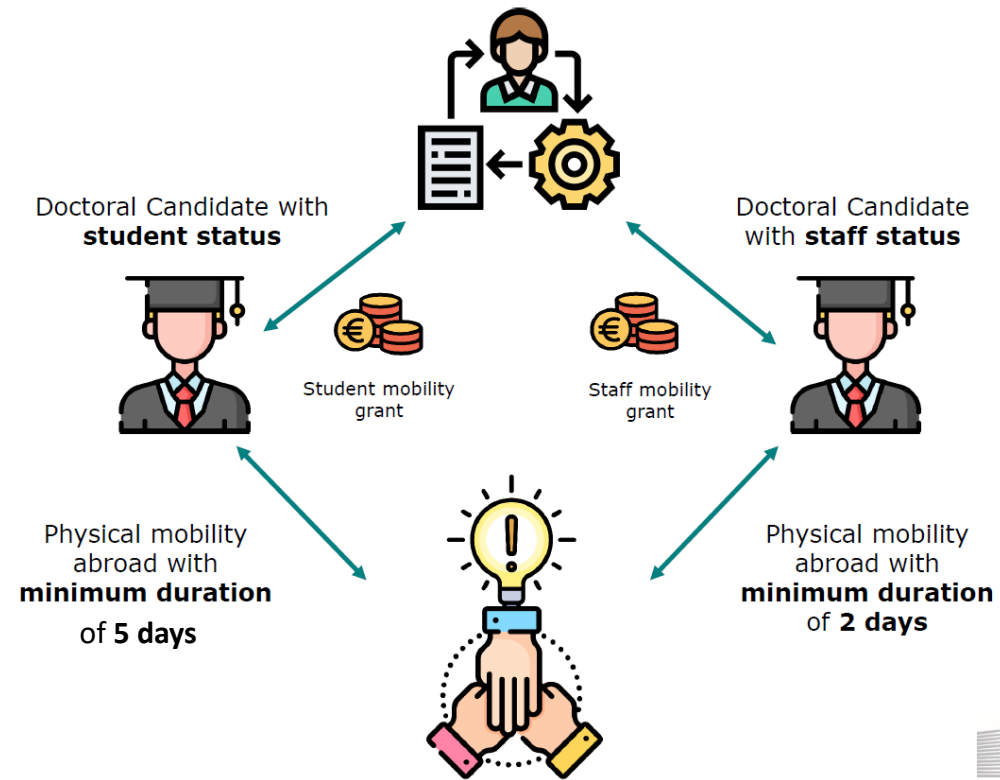 Doctoral Candidate with
student status
Doctoral Candidate
with staff status
€
Student mobility
grant
€
Staff mobility
grant
Physical mobility
abroad with
minimum duration
of 5 days
!
Physical mobility
abroad with
minimum duration
of 2 days